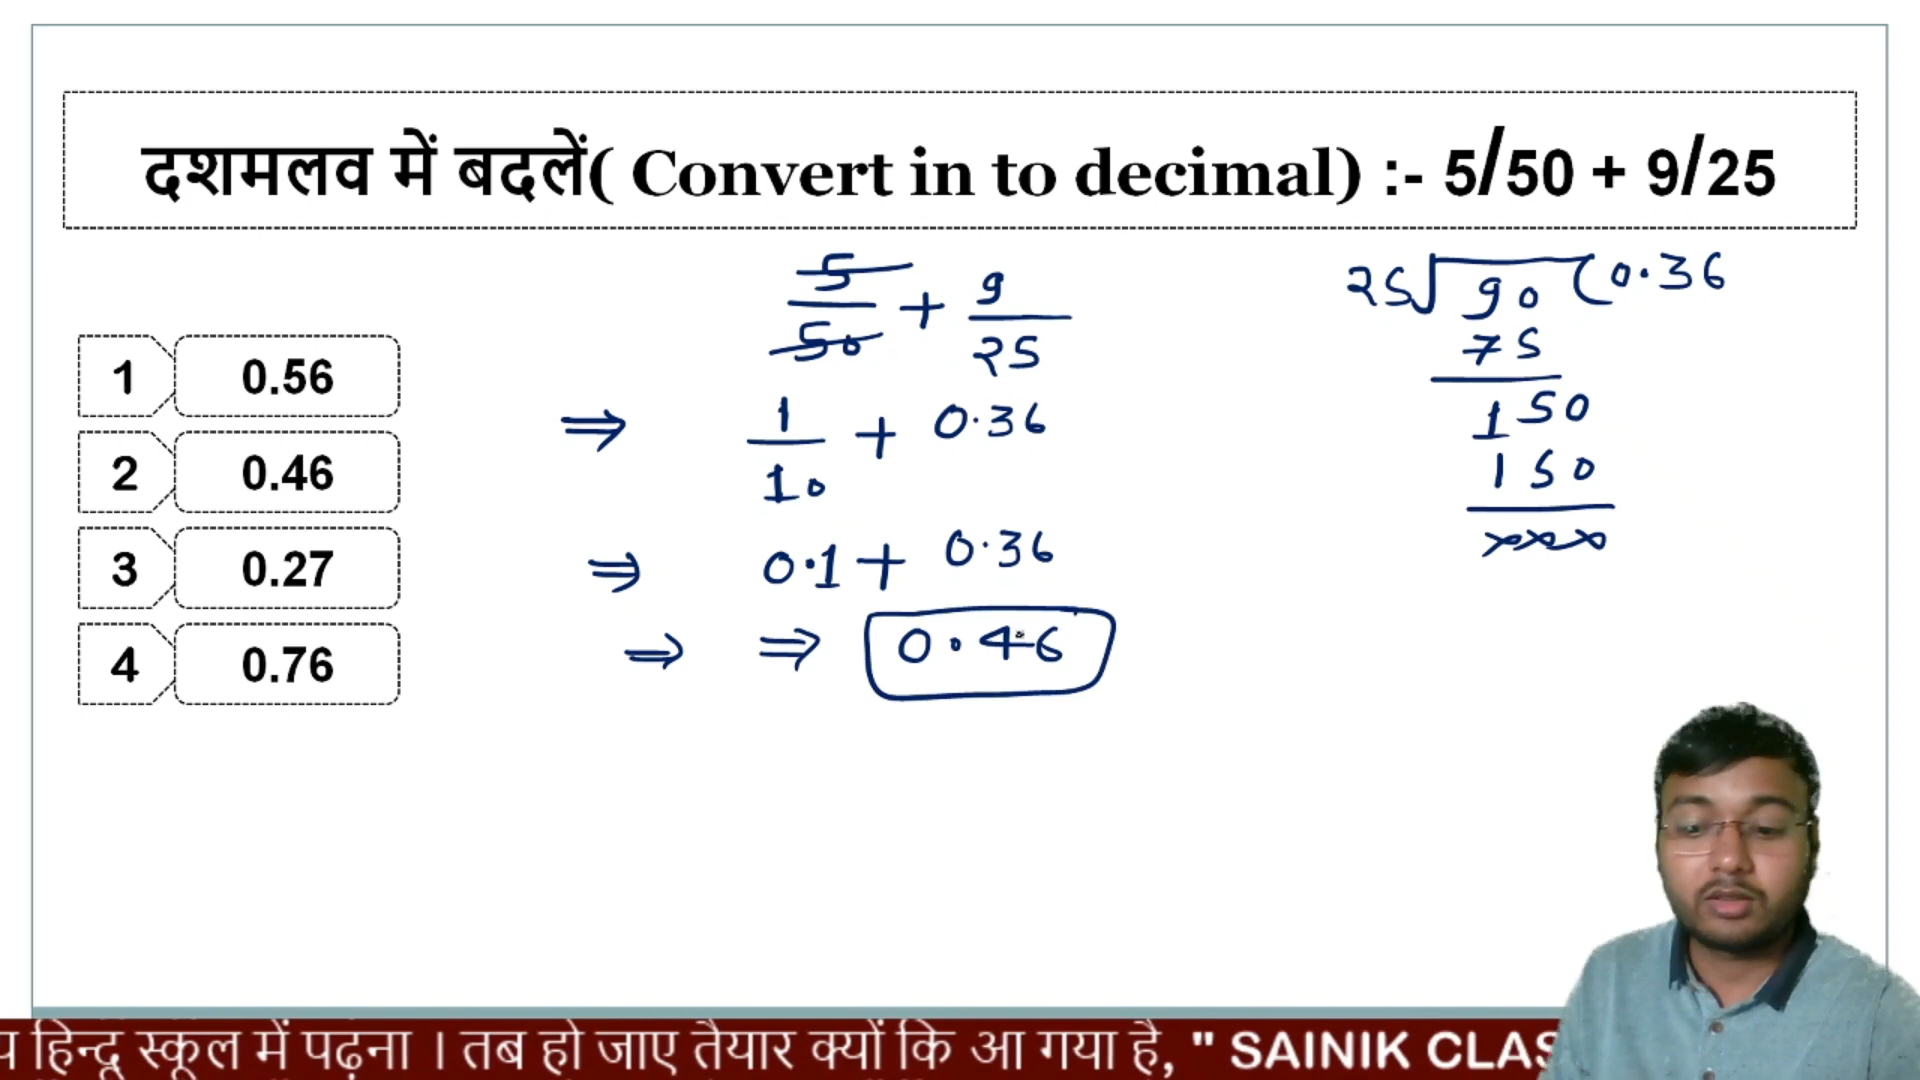 दशमलव में बदलें( Convert in to decimal) :- 5/50 + 9/25
1 0.56
2 0.46
3 0.27
4 0.76
5/50 + 9/25
⇒ 1/10 + 0.36
⇒ 0.1 + 0.36
⇒ ⇒ 0.46
25 90 0.36
75
150
150
×××
हिन्दू स्कूल में पढ़ना । तब हो जाए तैयार क्यों कि आ गया है, " SAINIK CLAS